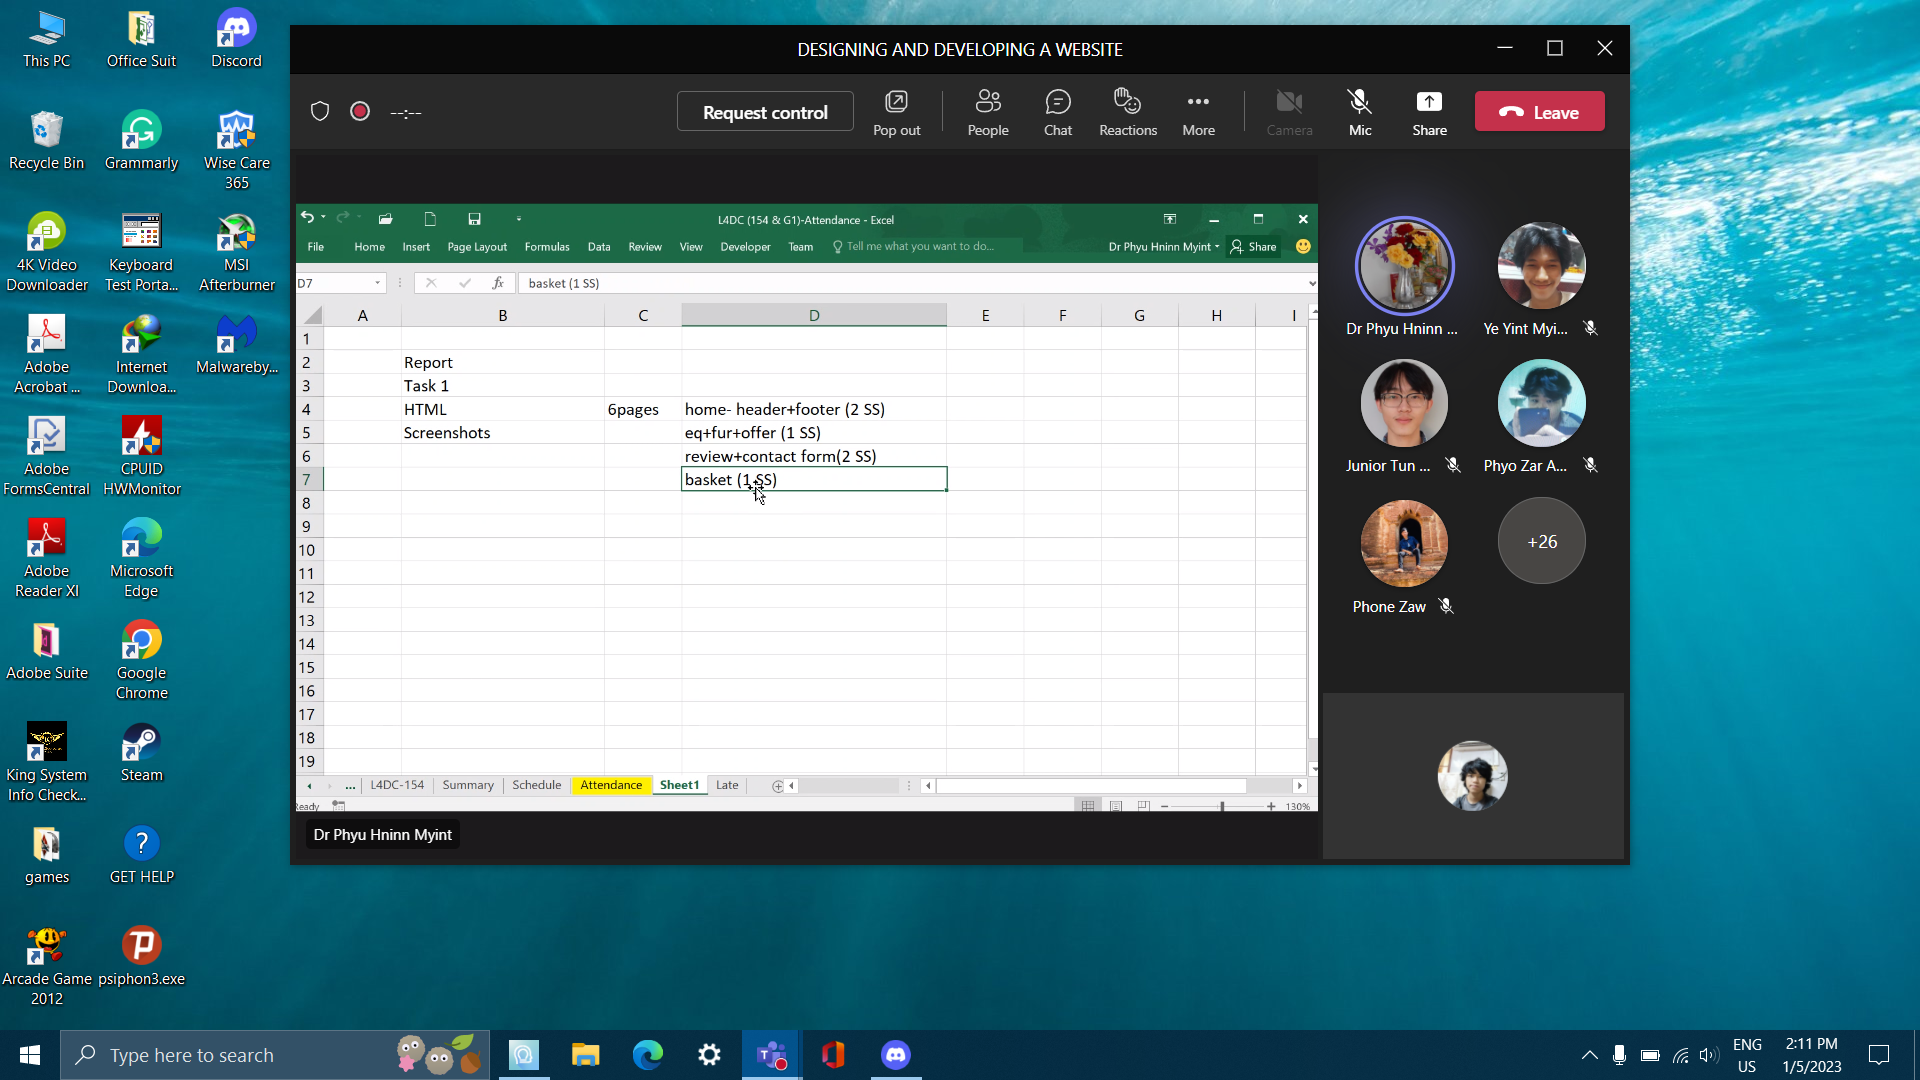 This PC
Office Suit
Discord
Recycle Bin
Grammarly
Wise Care
365
4K Video
Downloader
Keyboard
Test Porta...
MSI
Afterburner
Adobe
Acrobat ...
Internet
Downloa...
Malwareby...
Adobe
FormsCentral
CPUID
HWMonitor
Adobe
Reader XI
Microsoft
Edge
Adobe Suite
Google
Chrome
King System
Info Check...
Steam
games
GET HELP
Arcade Game
2012
psiphon3.exe
DESIGNING AND DEVELOPING A WEBSITE
--:--
Request control
Pop out
People
Chat
Reactions
More
Camera
Mic
Share
Leave
L4DC (154 & G1)-Attendance - Excel
File
Home
Insert
Page Layout
Formulas
Data
Review
View
Developer
Team
Tell me what you want to do...
Dr Phyu Hninn Myint
Share
D7
fx
basket (1 SS)
A B C D E F G H I
1
2 Report
3 Task 1
4 HTML 6pages home- header+footer (2 SS)
5 Screenshots eq+fur+offer (1 SS)
6 review+contact form(2 SS)
7 basket (1 SS)
8
9
10
11
12
13
14
15
16
17
18
19
... L4DC-154 Summary Schedule Attendance Sheet1 Late
eady
130%
Dr Phyu Hninn Myint
Dr Phyu Hninn ...
Ye Yint Myi...
Junior Tun ...
Phyo Zar A...
Phone Zaw
+26
Type here to search
ENG
US
2:11 PM
1/5/2023